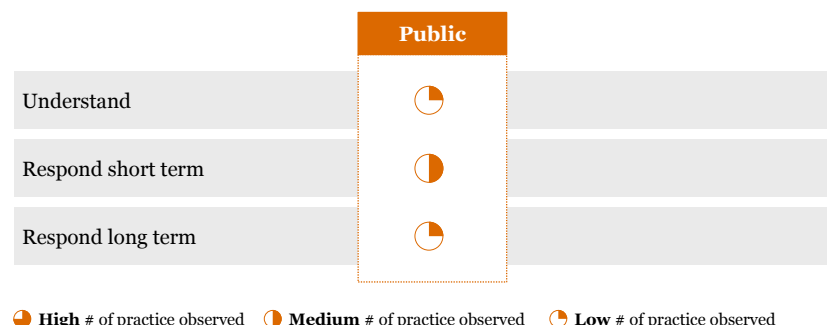 Public
Understand
Respond short term
Respond long term
High # of practice observed Medium # of practice observed Low # of practice observed